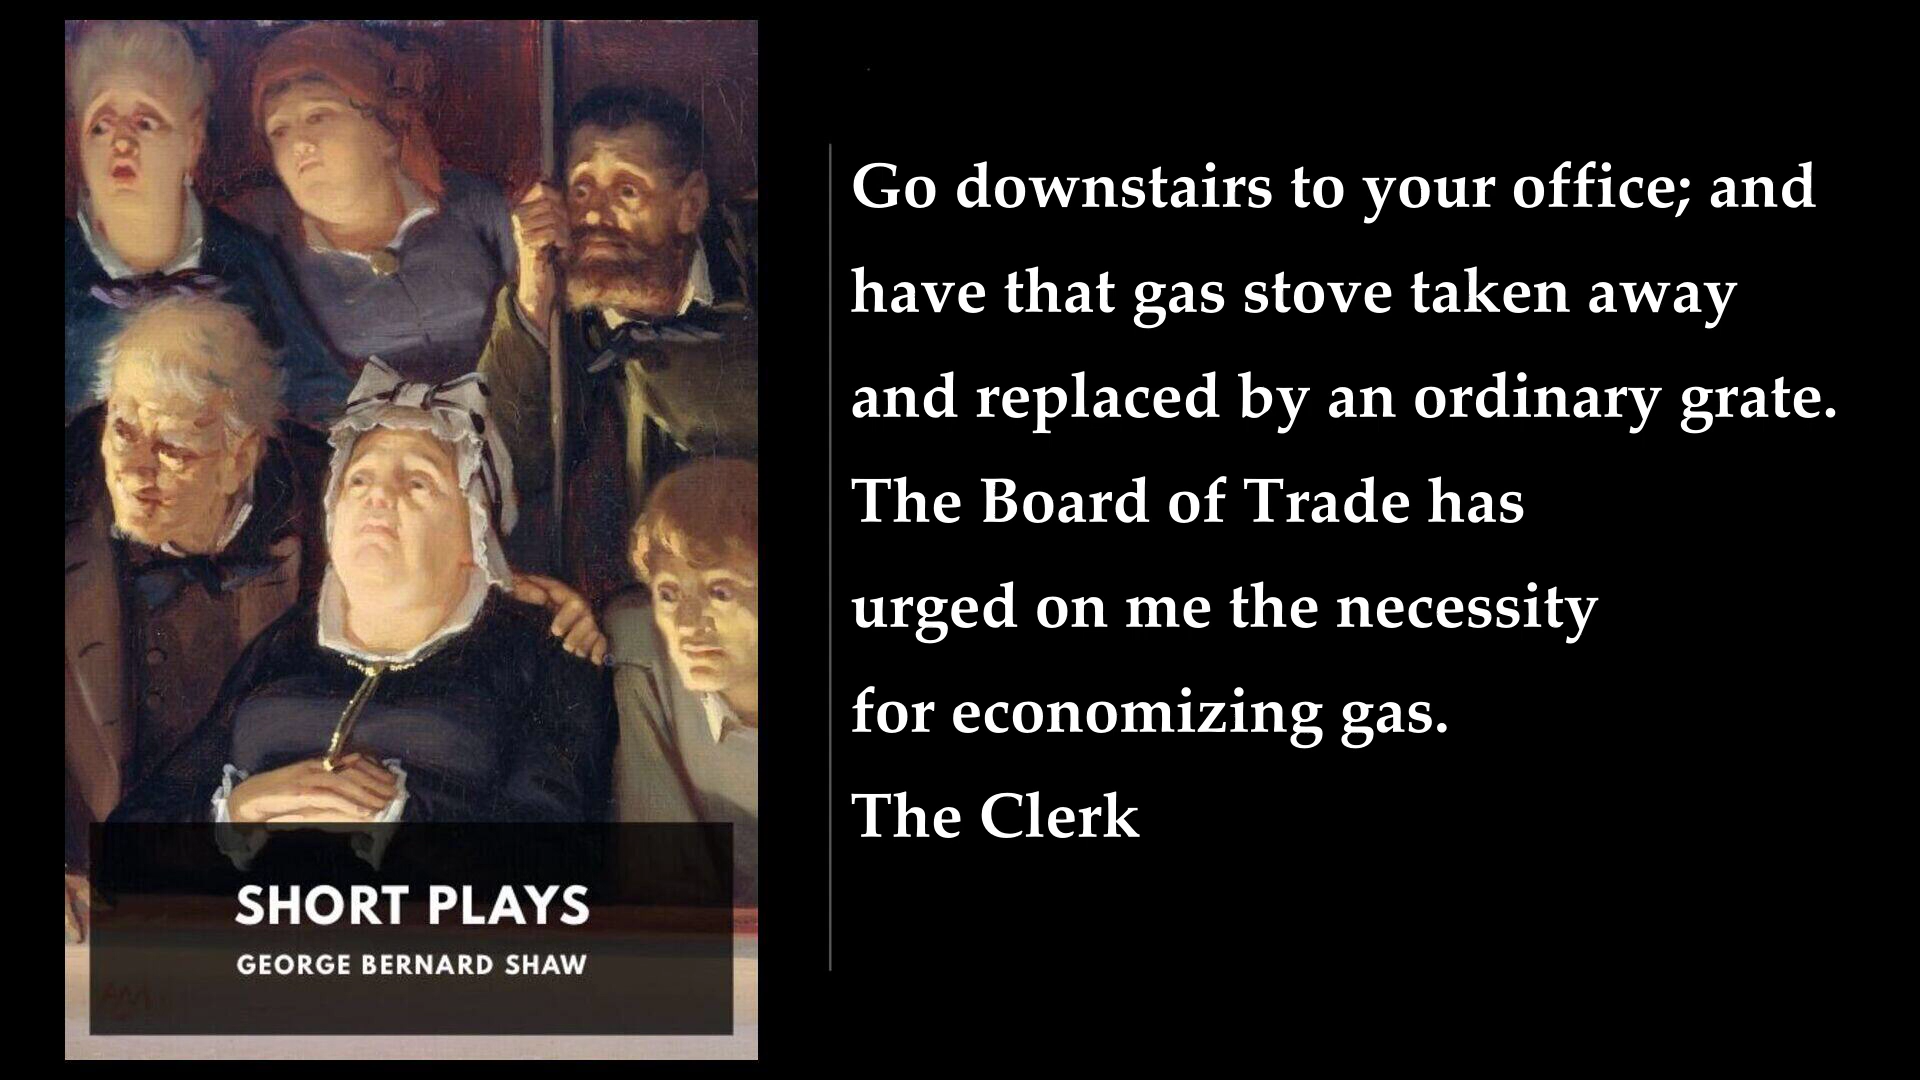 SHORT PLAYS
GEORGE BERNARD SHAW
Go downstairs to your office; and
have that gas stove taken away
and replaced by an ordinary grate.
The Board of Trade has
urged on me the necessity
for economizing gas.
The Clerk